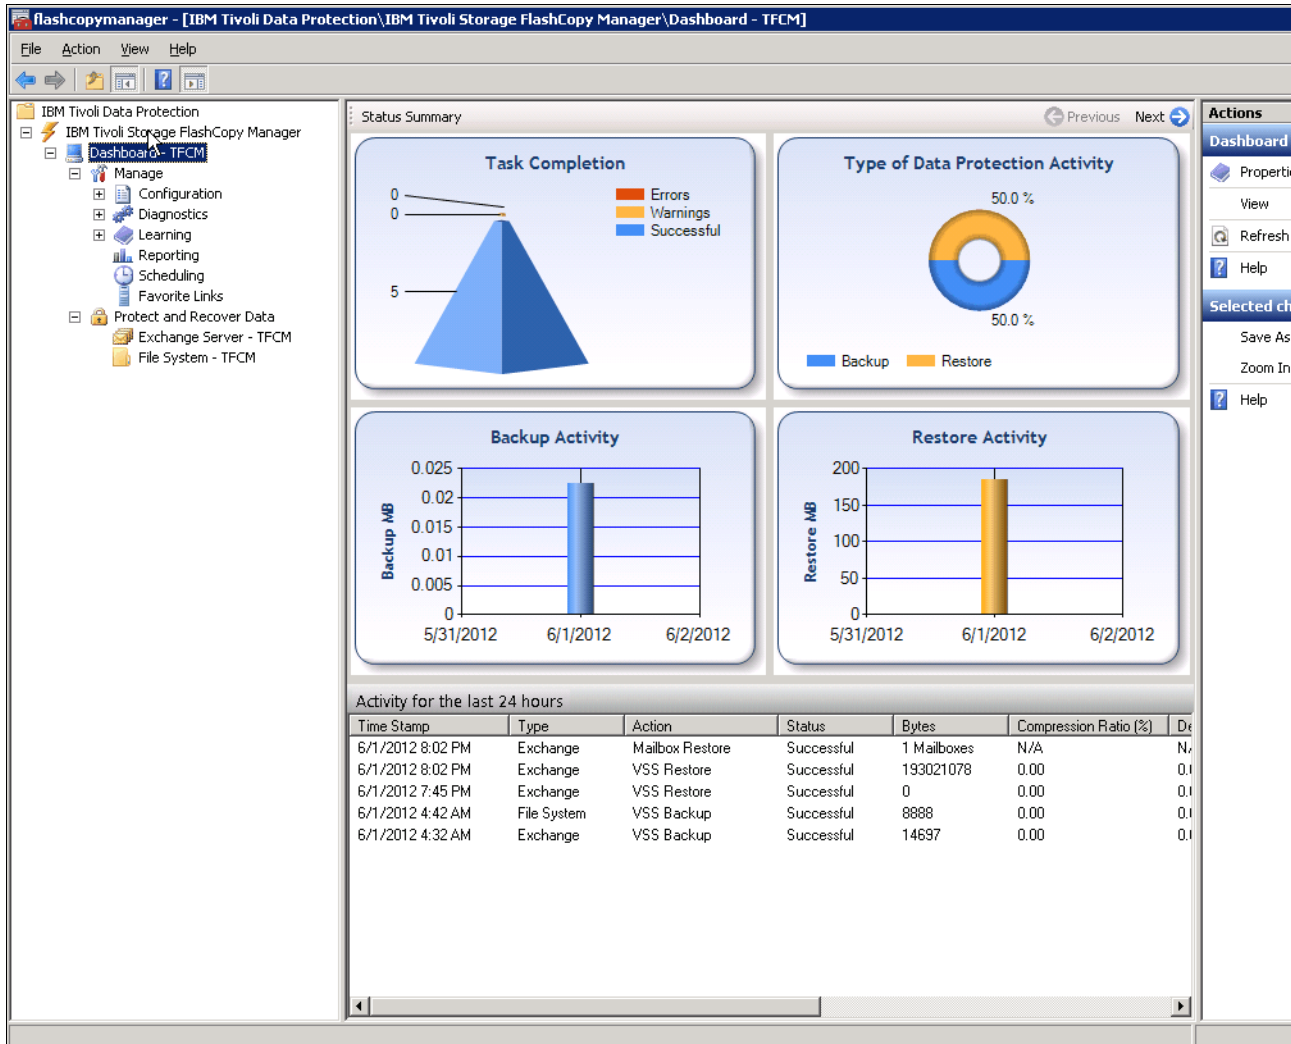 flashcopymanager - [IBM Tivoli Data Protection\IBM Tivoli Storage FlashCopy Manager\Dashboard - TFCM]
File Action View Help
IBM Tivoli Data Protection
IBM Tivoli Storage FlashCopy Manager
Dashboard - TFCM
Manage
Configuration
Diagnostics
Learning
Reporting
Scheduling
Favorite Links
Protect and Recover Data
Exchange Server - TFCM
File System - TFCM
Status Summary Previous Next
Task Completion
0
0
5
Errors
Warnings
Successful
Type of Data Protection Activity
50.0 %
50.0 %
Backup Restore
Backup Activity
Backup MB
0.025
0.02
0.015
0.01
0.005
0
5/31/2012 6/1/2012 6/2/2012
Restore Activity
Restore MB
200
150
100
50
0
5/31/2012 6/1/2012 6/2/2012
Activity for the last 24 hours
Time Stamp Type Action Status Bytes Compression Ratio (%) De
6/1/2012 8:02 PM Exchange Mailbox Restore Successful 1 Mailboxes N/A N/
6/1/2012 8:02 PM Exchange VSS Restore Successful 193021078 0.00 0.
6/1/2012 7:45 PM Exchange VSS Restore Successful 0 0.00 0.
6/1/2012 4:42 AM File System VSS Backup Successful 8888 0.00 0.
6/1/2012 4:32 AM Exchange VSS Backup Successful 14697 0.00 0.
Actions
Dashboard
Properti
View
Refresh
Help
Selected ch
Save As
Zoom In
Help